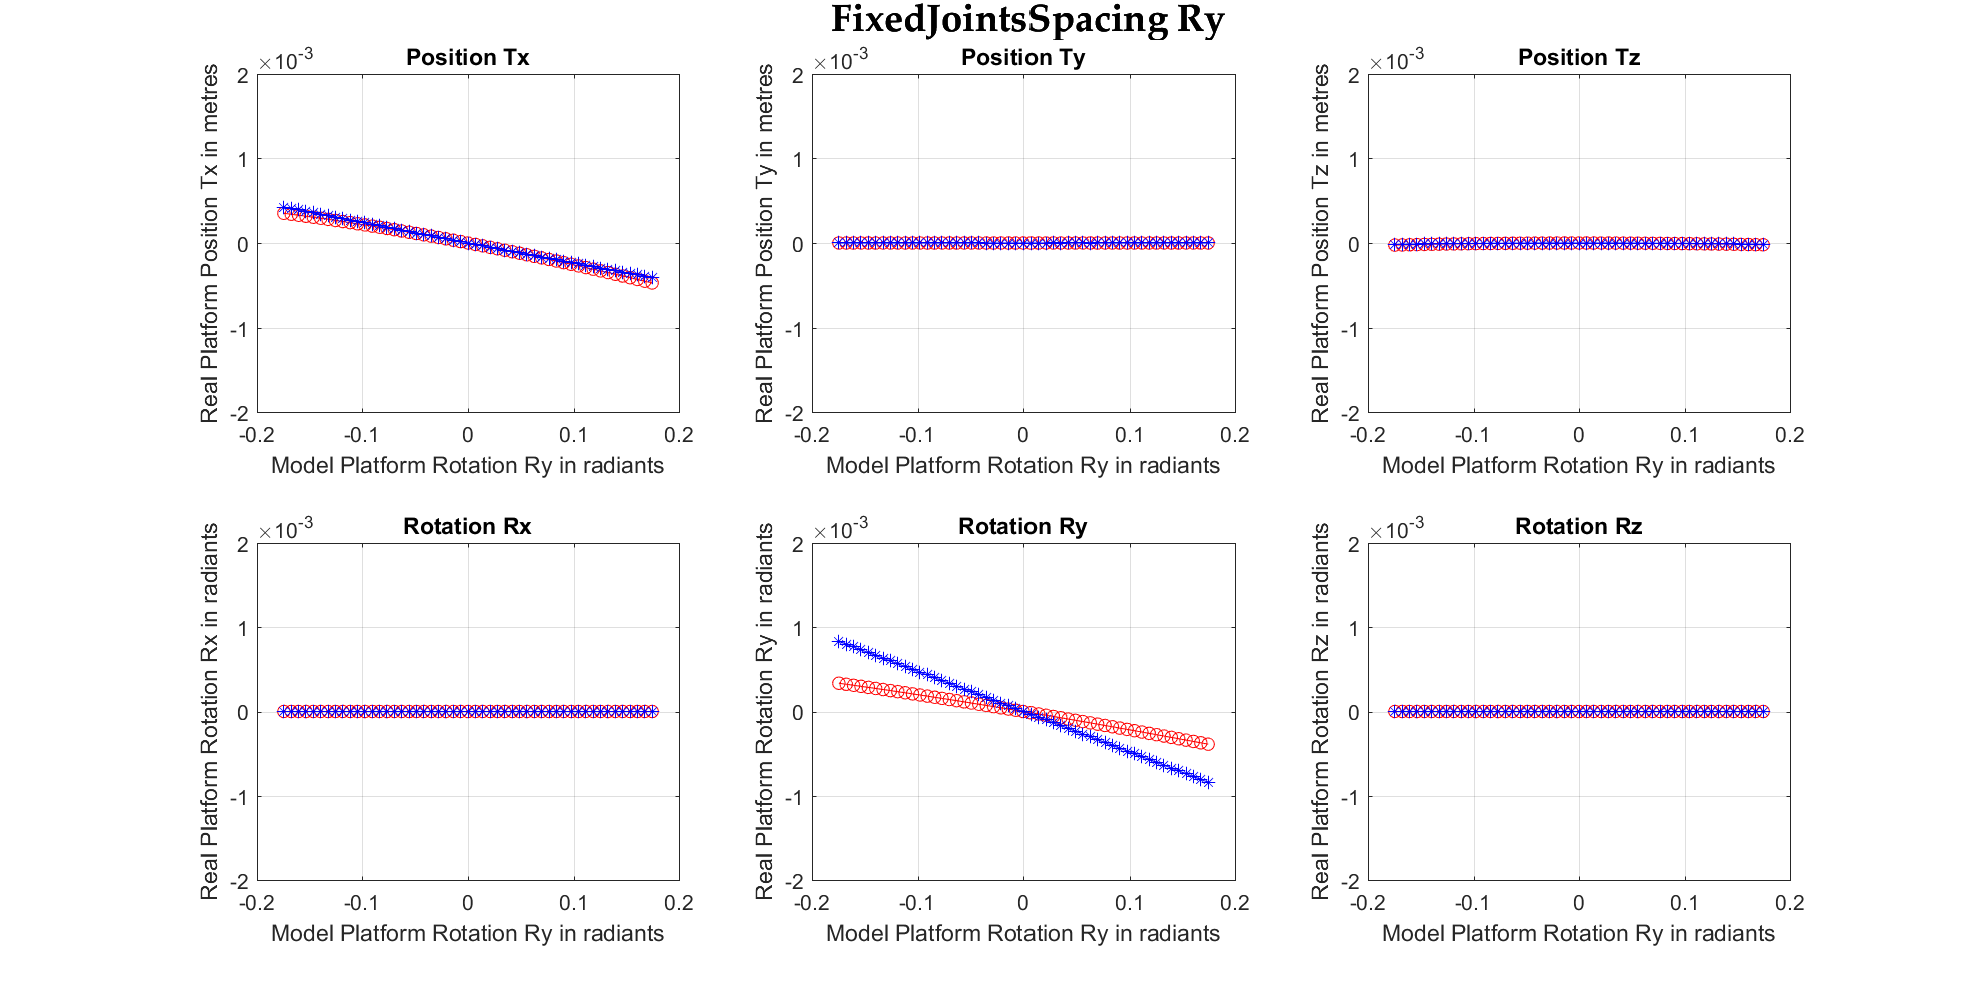 FixedJointsSpacing Ry
Position Tx
×10-3
Real Platform Position Tx in metres
2
1
0
-1
-2
-0.2 -0.1 0 0.1 0.2
Model Platform Rotation Ry in radiants
Position Ty
×10-3
Real Platform Position Ty in metres
2
1
0
-1
-2
-0.2 -0.1 0 0.1 0.2
Model Platform Rotation Ry in radiants
Position Tz
×10-3
Real Platform Position Tz in metres
2
1
0
-1
-2
-0.2 -0.1 0 0.1 0.2
Model Platform Rotation Ry in radiants
Rotation Rx
×10-3
Real Platform Rotation Rx in radiants
2
1
0
-1
-2
-0.2 -0.1 0 0.1 0.2
Model Platform Rotation Ry in radiants
Rotation Ry
×10-3
Real Platform Rotation Ry in radiants
2
1
0
-1
-2
-0.2 -0.1 0 0.1 0.2
Model Platform Rotation Ry in radiants
Rotation Rz
×10-3
Real Platform Rotation Rz in radiants
2
1
0
-1
-2
-0.2 -0.1 0 0.1 0.2
Model Platform Rotation Ry in radiants